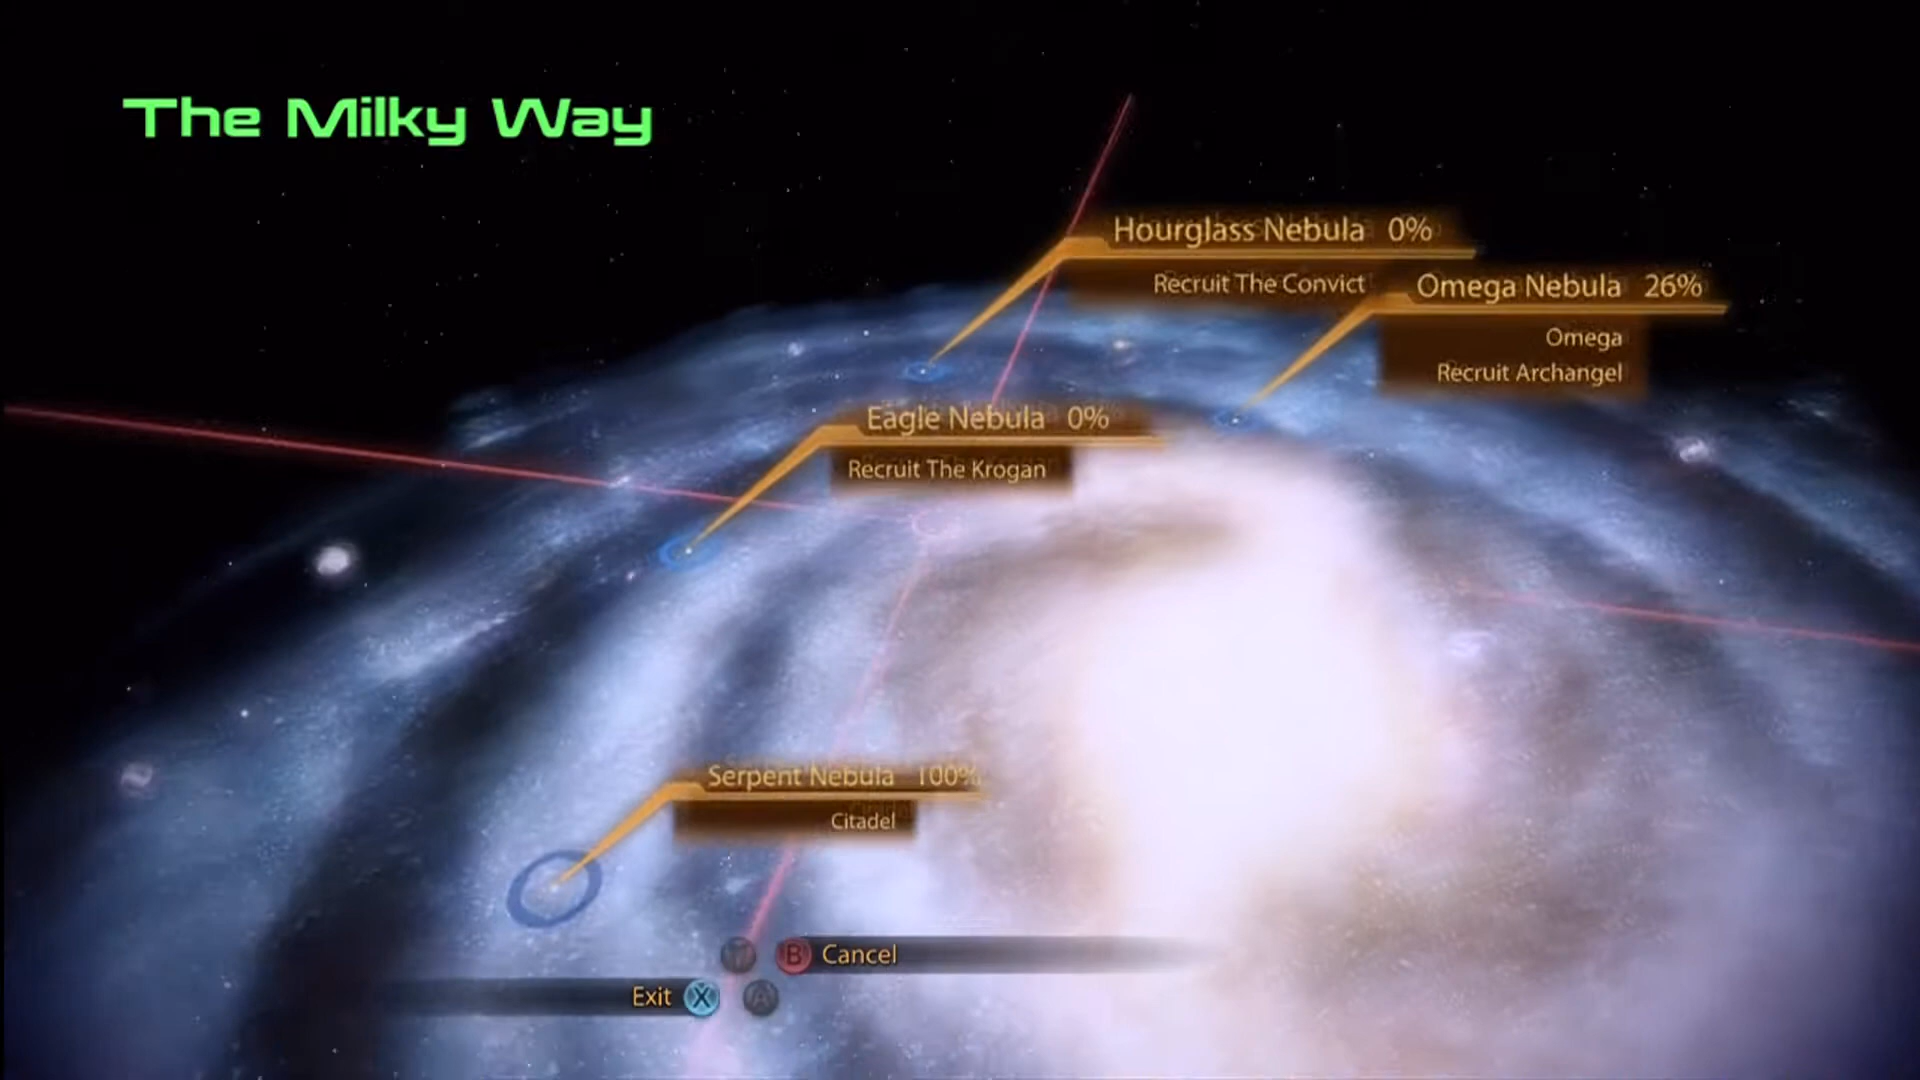 The Milky Way
Hourglass Nebula 0%
Recruit The Convict
Omega Nebula 26%
Omega
Recruit Archangel
Eagle Nebula 0%
Recruit The Krogan
Serpent Nebula 100%
Citadel
Y B Cancel
Exit X A